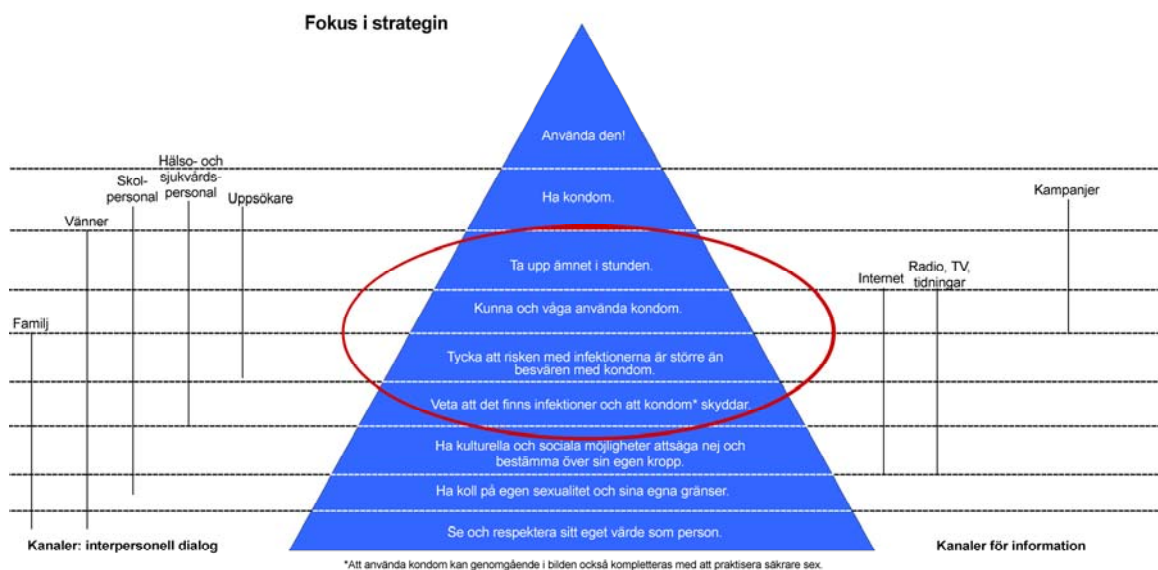 Fokus i strategin
Använda den!
Hälso- och
sjukvårds-
personal
Skol-
personal
Uppsökare
Vänner
Familj
Ha kondom.
Kampanjer
Ta upp ämnet i stunden.
Internet
Radio, TV,
tidningar
Kunna och våga använda kondom.
Tycka att risken med infektionerna är större än
besvären med kondom.
Veta att det finns infektioner och att kondom* skyddar.
Ha kulturella och sociala möjligheter attsäga nej och
bestämma över sin egen kropp.
Ha koll på egen sexualitet och sina egna gränser.
Se och respektera sitt eget värde som person.
Kanaler: interpersonell dialog
Kanaler för information
*Att använda kondom kan genomgående i bilden också kompletteras med att praktisera säkrare sex.